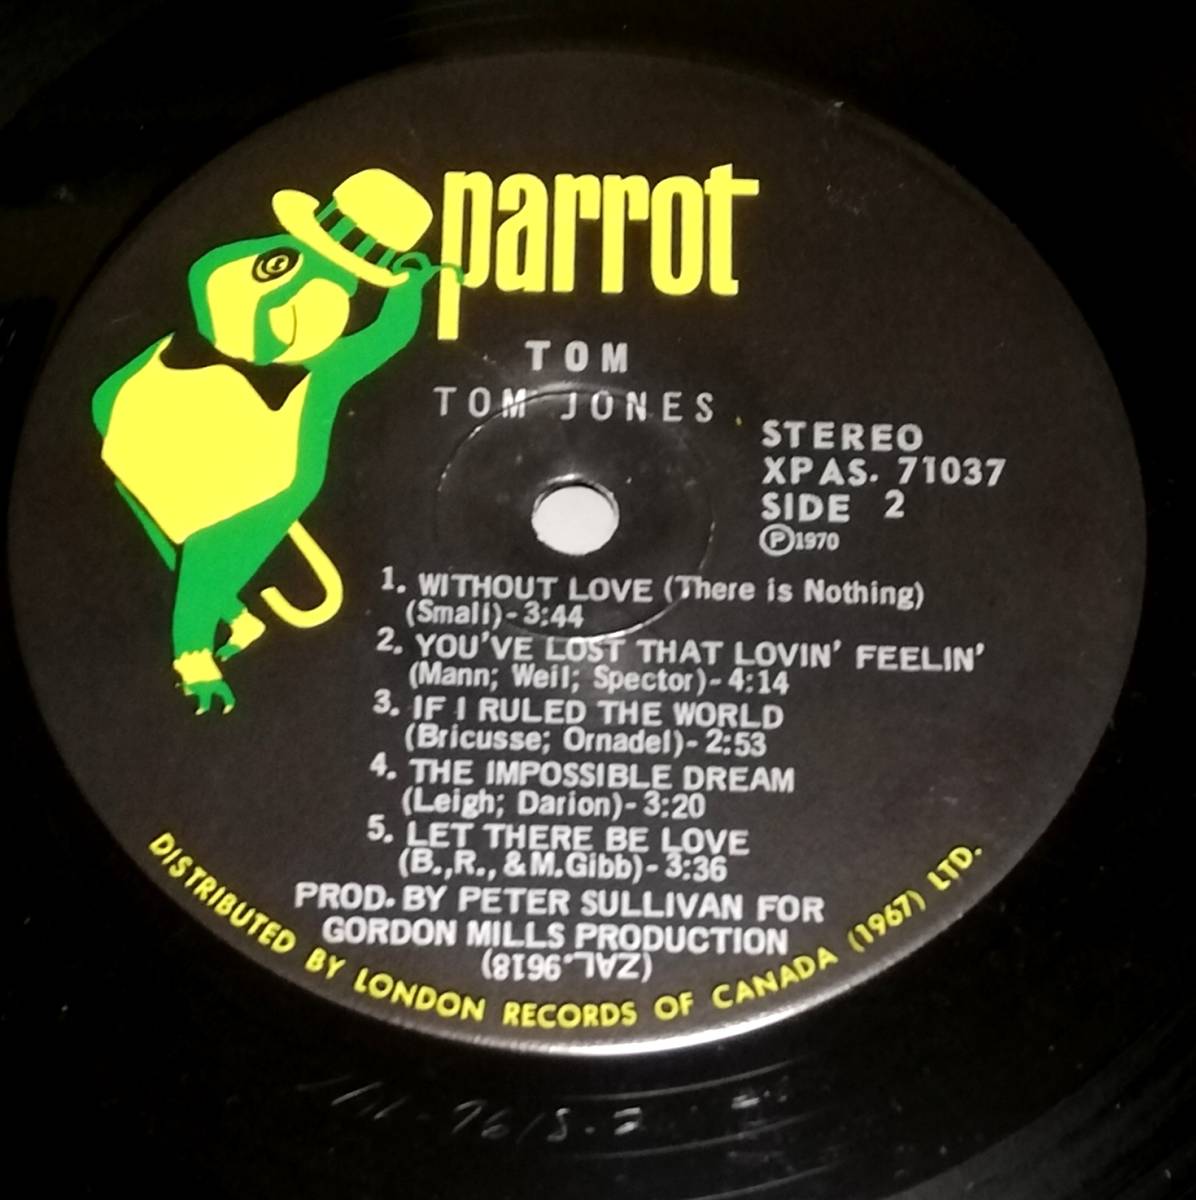 parrot
TOM
TOM JONES
STEREO
XPAS. 71037
SIDE 2
Ⓟ1970
1. WITHOUT LOVE (There is Nothing)
(Small)-3:44
2. YOU'VE LOST THAT LOVIN' FEELIN'
(Mann; Weil; Spector)-4:14
3. IF I RULED THE WORLD
(Bricusse; Ornadel)-2:53
4. THE IMPOSSIBLE DREAM
(Leigh; Darion)-3:20
5. LET THERE BE LOVE
(B.,R., &M.Gibb)-3:36
PROD. BY PETER SULLIVAN FOR
GORDON MILLS PRODUCTION
(ZAL.9618)
DISTRIBUTED BY LONDON RECORDS OF CANADA (1967) LTD.